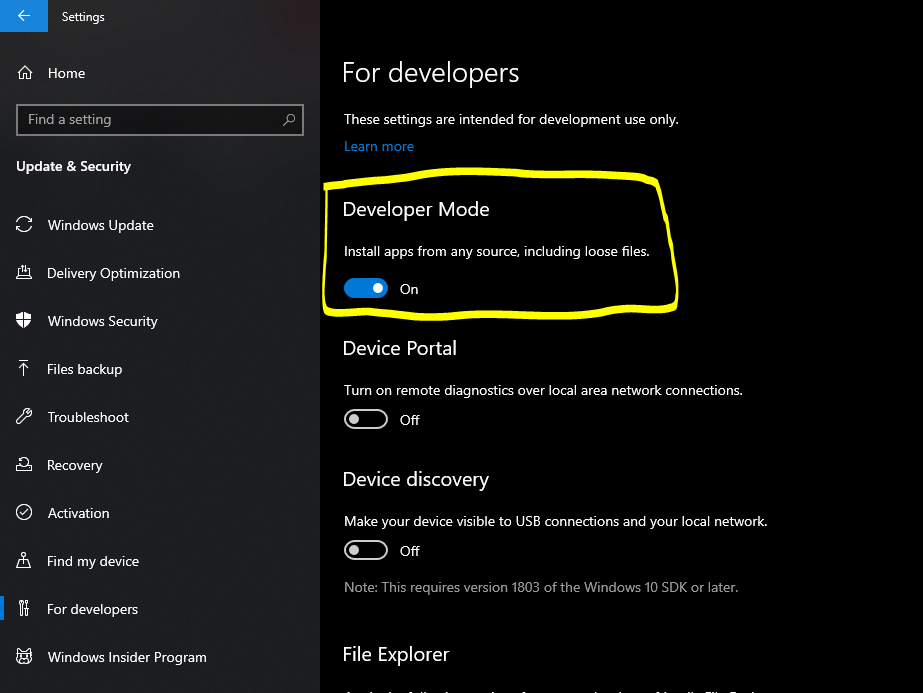 Settings
Home
Find a setting
Update & Security
Windows Update
Delivery Optimization
Windows Security
Files backup
Troubleshoot
Recovery
Activation
Find my device
For developers
Windows Insider Program
For developers
These settings are intended for development use only.
Learn more
Developer Mode
Install apps from any source, including loose files.
On
Device Portal
Turn on remote diagnostics over local area network connections.
Off
Device discovery
Make your device visible to USB connections and your local network.
Off
Note: This requires version 1803 of the Windows 10 SDK or later.
File Explorer